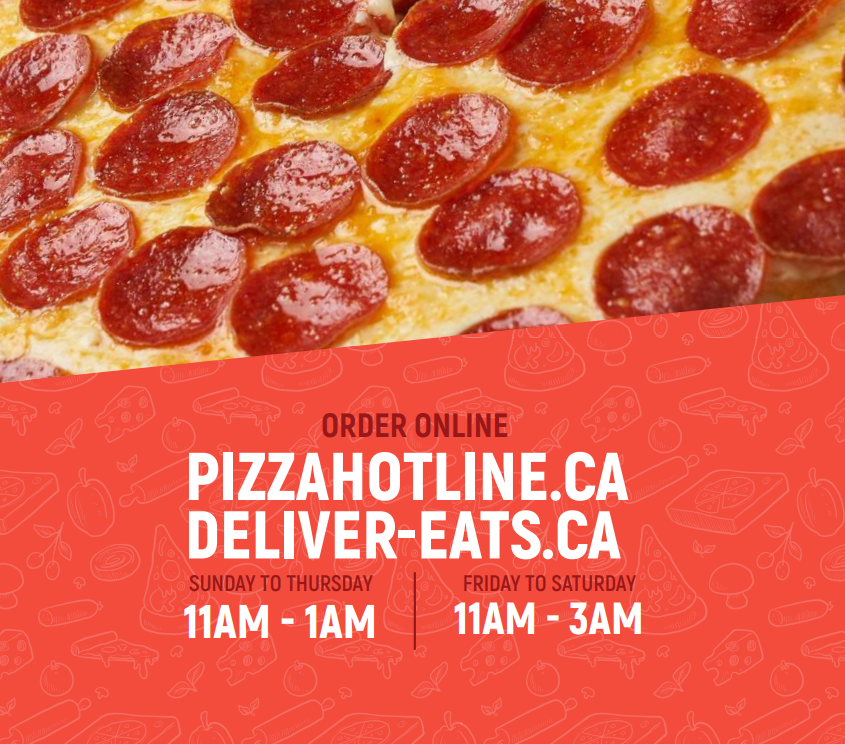 ORDER ONLINE
PIZZAHOTLINE.CA
DELIVER-EATS.CA
SUNDAY TO THURSDAY
11AM - 1AM
FRIDAY TO SATURDAY
11AM - 3AM